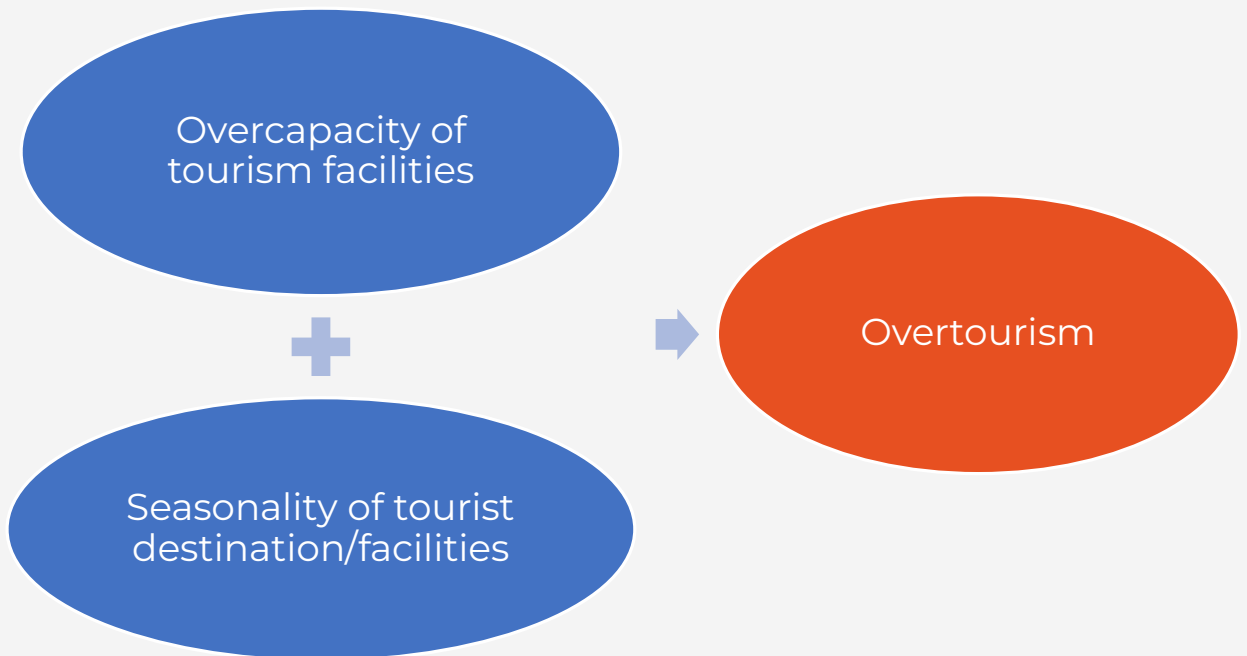 Overcapacity of
tourism facilities
Seasonality of tourist
destination/facilities
Overtourism